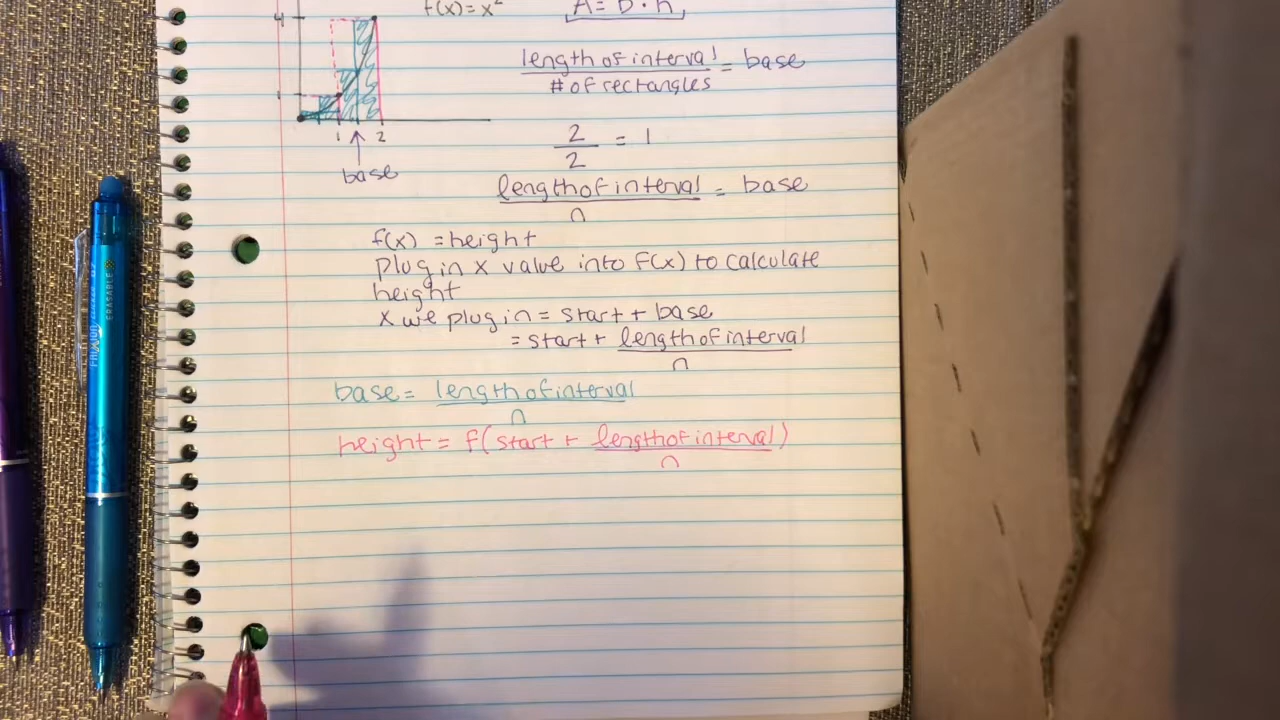 f(x)=x²
A= b · h
4
length of interval = base
# of rectangles
1
1 2
2/2 = 1
base
length of interval = base
n
f(x) = height
plug in x value into f(x) to calculate
height
x we plug in = start + base
= start + length of interval
n
base = length of interval
n
height = f(start + length of interval)
n
FRIXION
ERASABLE